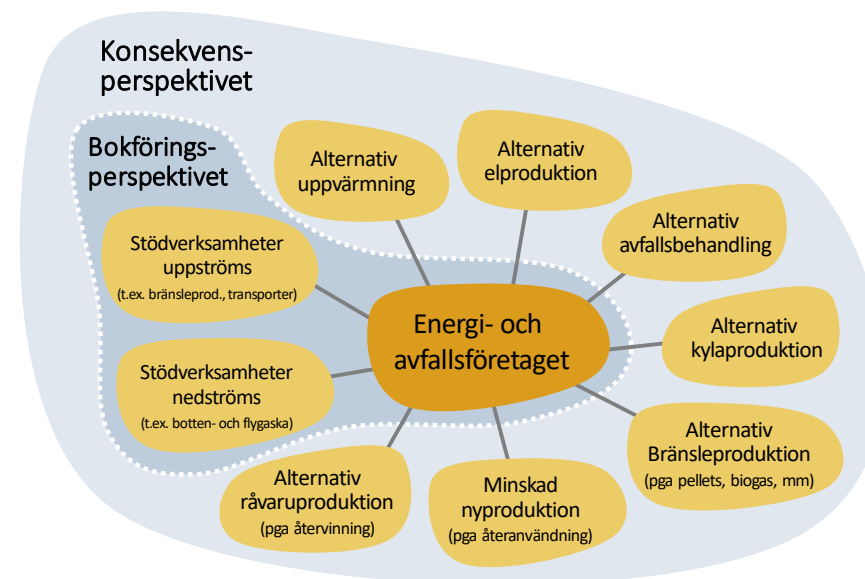 Konsekvens-
perspektivet
Bokförings-
perspektivet
Alternativ
uppvärmning
Alternativ
elproduktion
Alternativ
avfallsbehandling
Stödverksamheter
uppströms
(t.ex. bränsleprod., transporter)
Energi- och
avfallsföretaget
Alternativ
kylaproduktion
Stödverksamheter
nedströms
(t.ex. botten- och flygaska)
Alternativ
Bränsleproduktion
(pga pellets, biogas, mm)
Alternativ
råvaruproduktion
(pga återvinning)
Minskad
nyproduktion
(pga återanvändning)